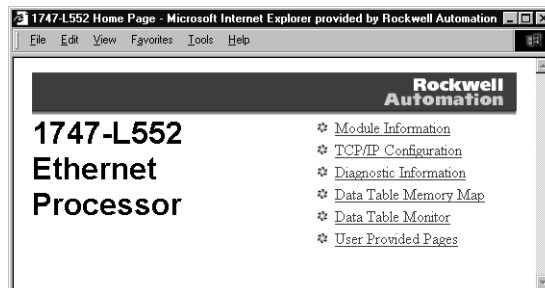 1747-L552 Home Page - Microsoft Internet Explorer provided by Rockwell Automation
File Edit View Favorites Tools Help
Rockwell
Automation
1747-L552
Ethernet
Processor
Module Information
TCP/IP Configuration
Diagnostic Information
Data Table Memory Map
Data Table Monitor
User Provided Pages